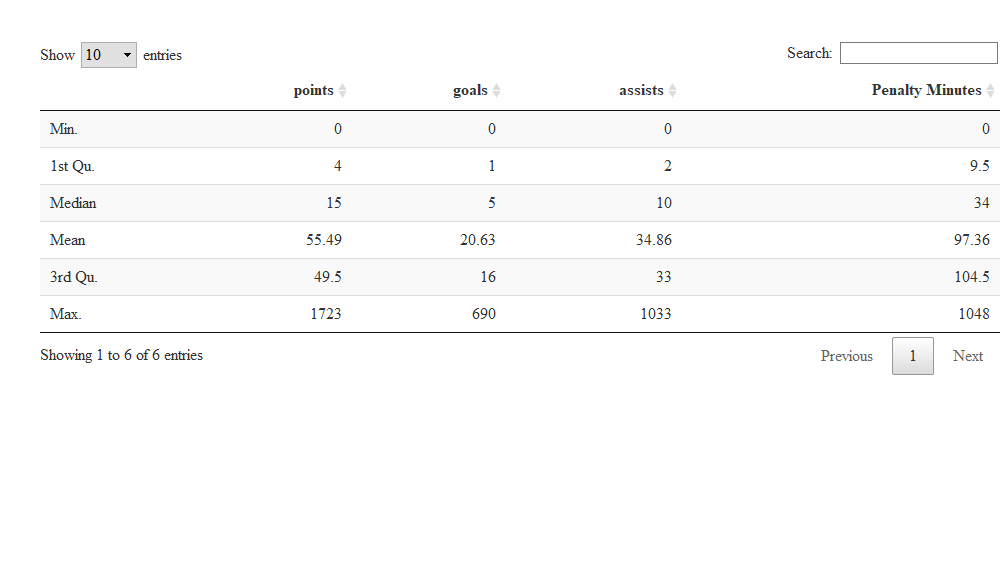 Show 10 entries Search:
points goals assists Penalty Minutes
Min. 0 0 0 0
1st Qu. 4 1 2 9.5
Median 15 5 10 34
Mean 55.49 20.63 34.86 97.36
3rd Qu. 49.5 16 33 104.5
Max. 1723 690 1033 1048
Showing 1 to 6 of 6 entries Previous 1 Next